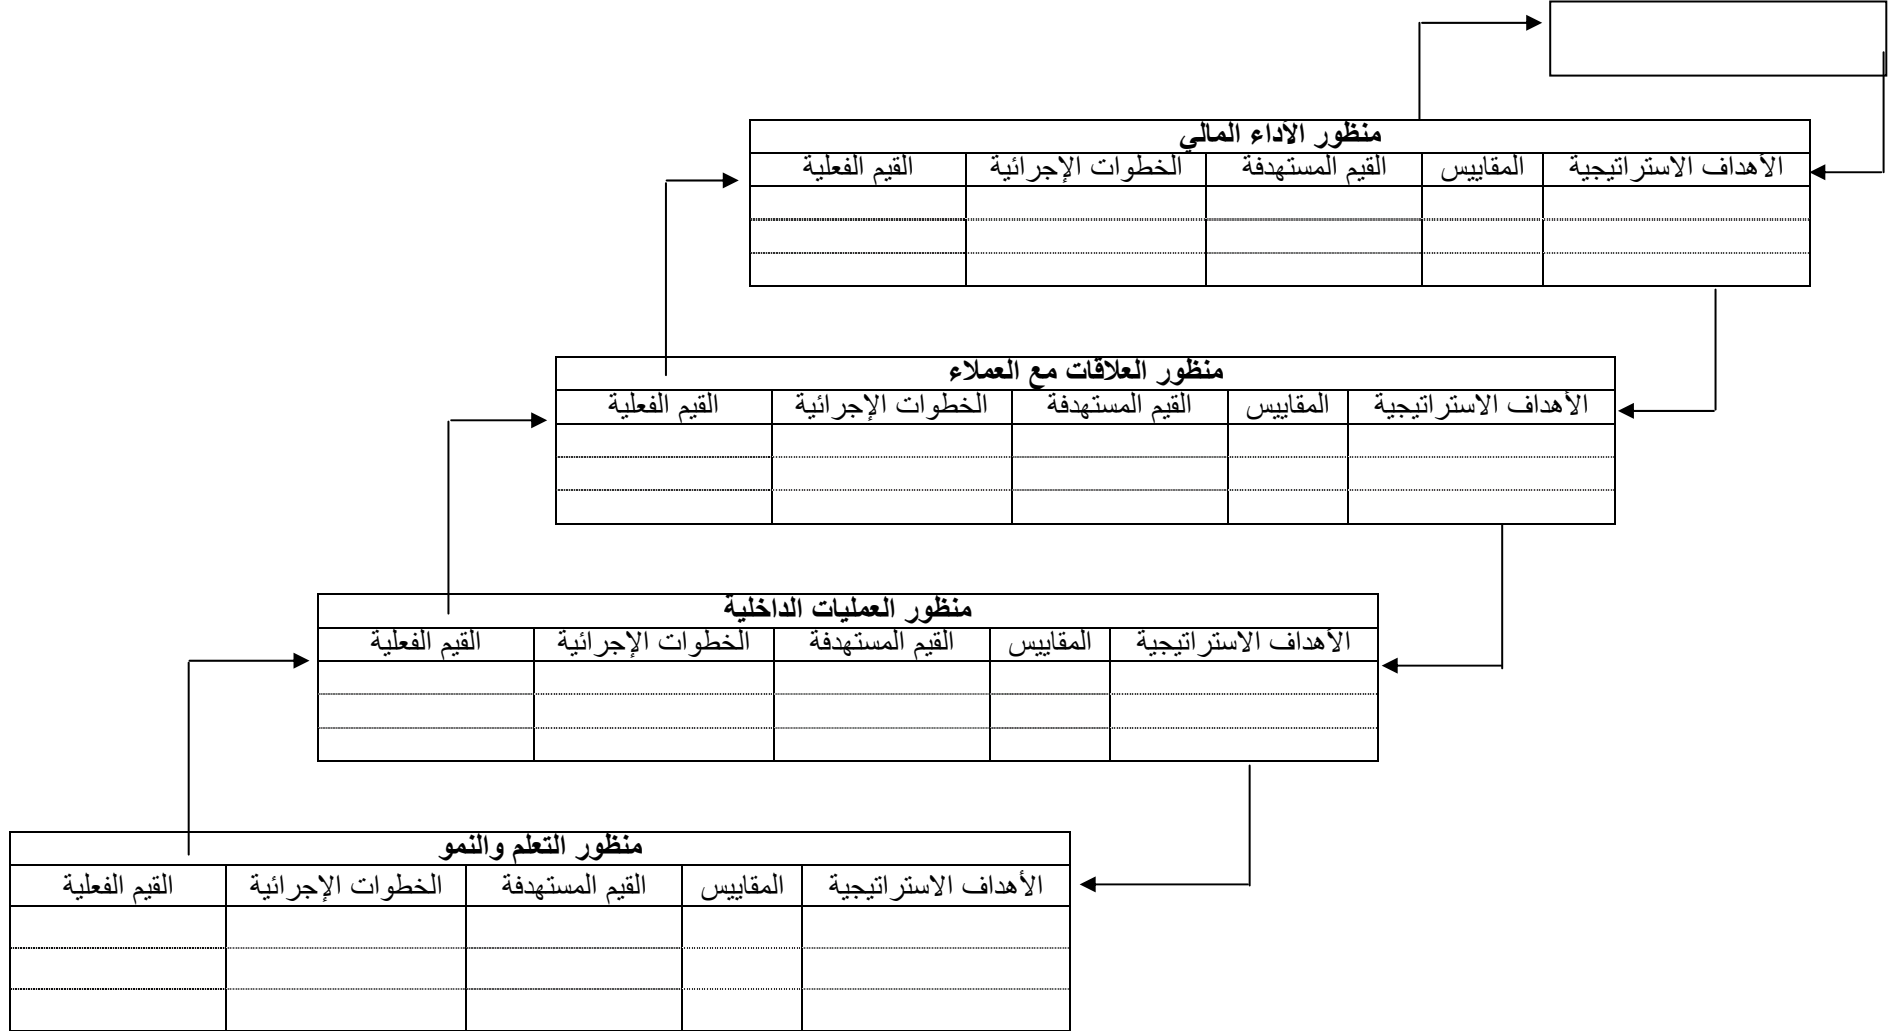 منظور الأداء المالي
الأهداف الاستراتيجية المقاييس القيم المستهدفة الخطوات الإجرائية القيم الفعلية
منظور العلاقات مع العملاء
الأهداف الاستراتيجية المقاييس القيم المستهدفة الخطوات الإجرائية القيم الفعلية
منظور العمليات الداخلية
الأهداف الاستراتيجية المقاييس القيم المستهدفة الخطوات الإجرائية القيم الفعلية
منظور التعلم والنمو
الأهداف الاستراتيجية المقاييس القيم المستهدفة الخطوات الإجرائية القيم الفعلية